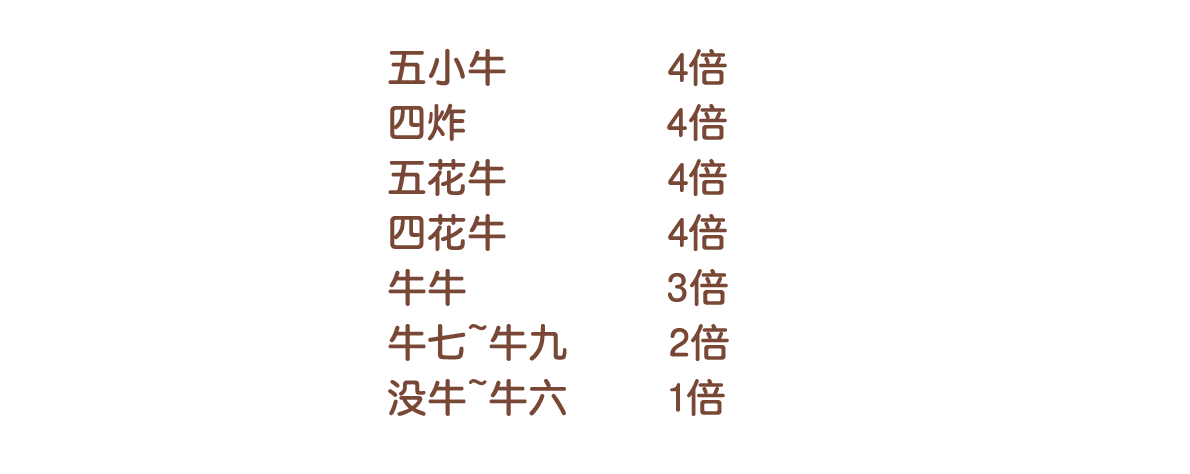 五小牛 4倍
四炸 4倍
五花牛 4倍
四花牛 4倍
牛牛 3倍
牛七~牛九 2倍
没牛~牛六 1倍